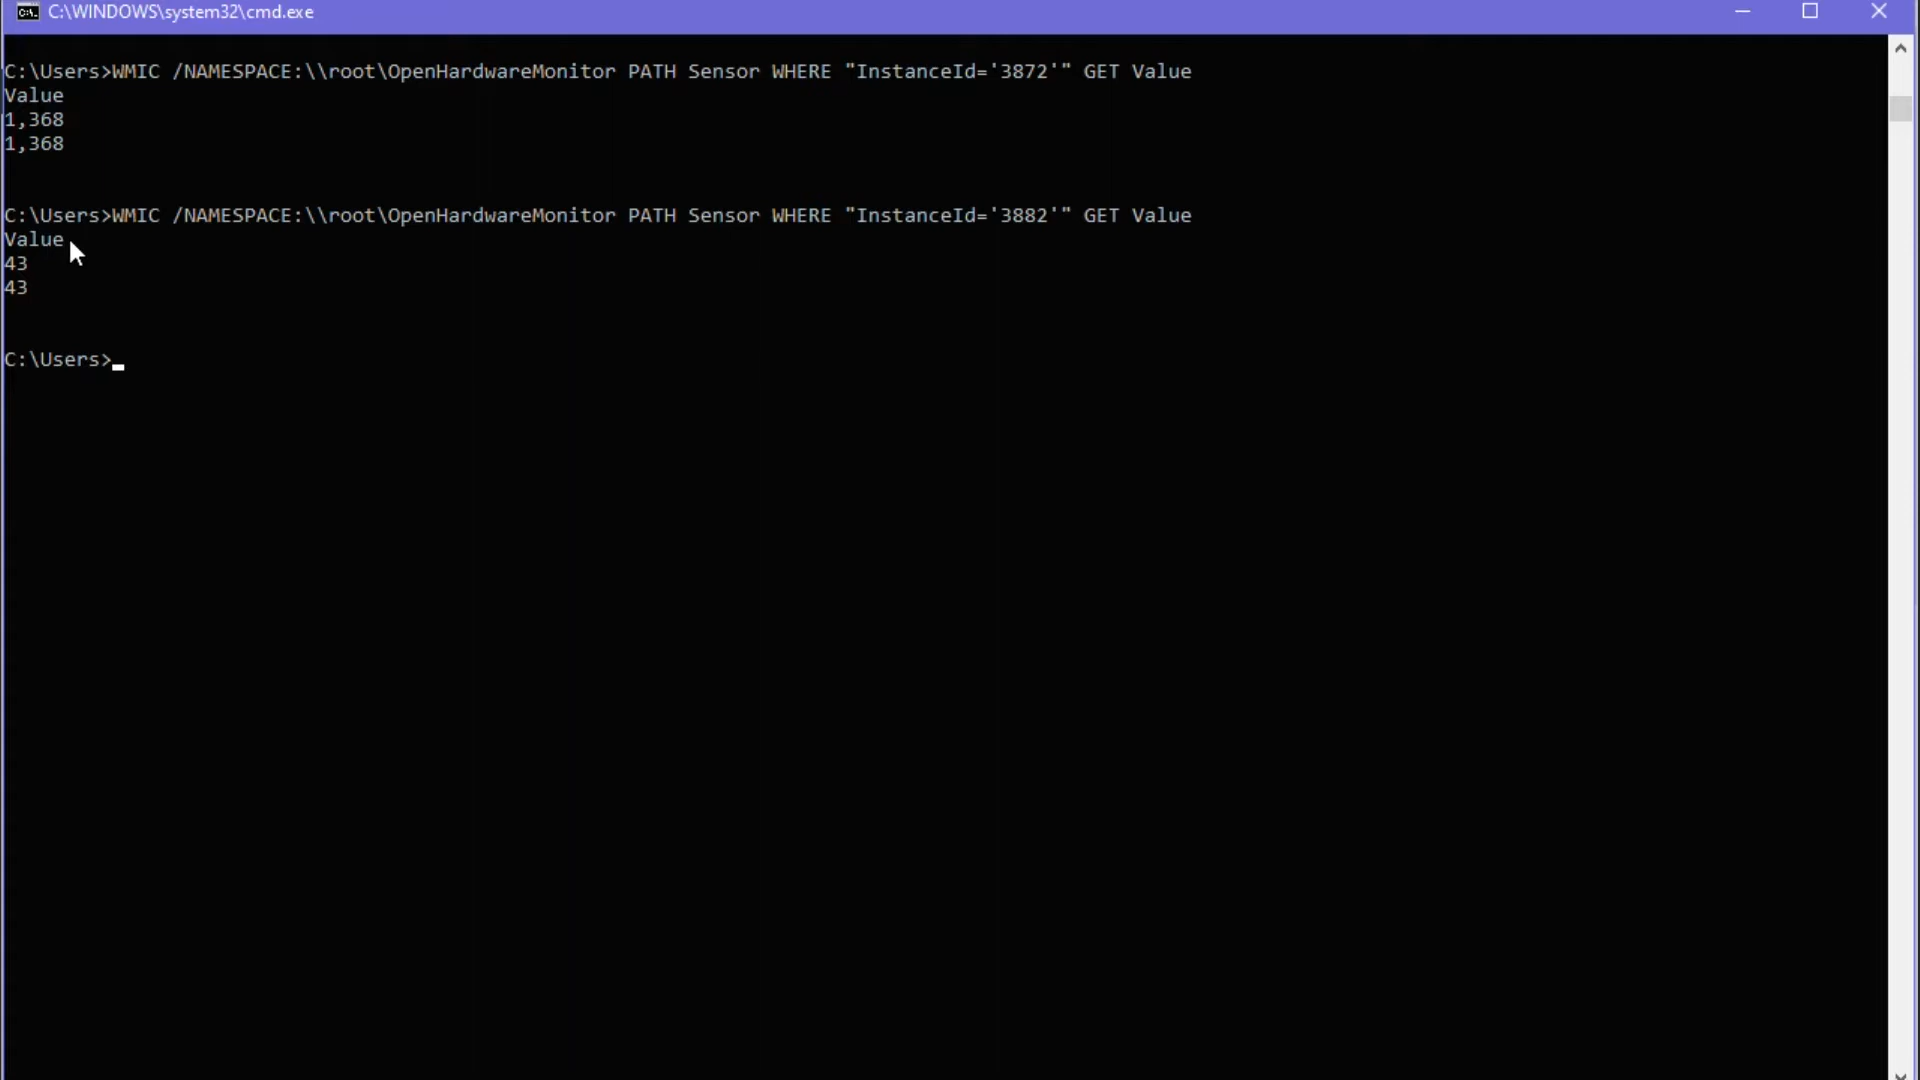 C:\WINDOWS\system32\cmd.exe
C:\Users>WMIC /NAMESPACE:\\root\OpenHardwareMonitor PATH Sensor WHERE "InstanceId='3872'" GET Value
Value
1,368
1,368
C:\Users>WMIC /NAMESPACE:\\root\OpenHardwareMonitor PATH Sensor WHERE "InstanceId='3882'" GET Value
Value
43
43
C:\Users>